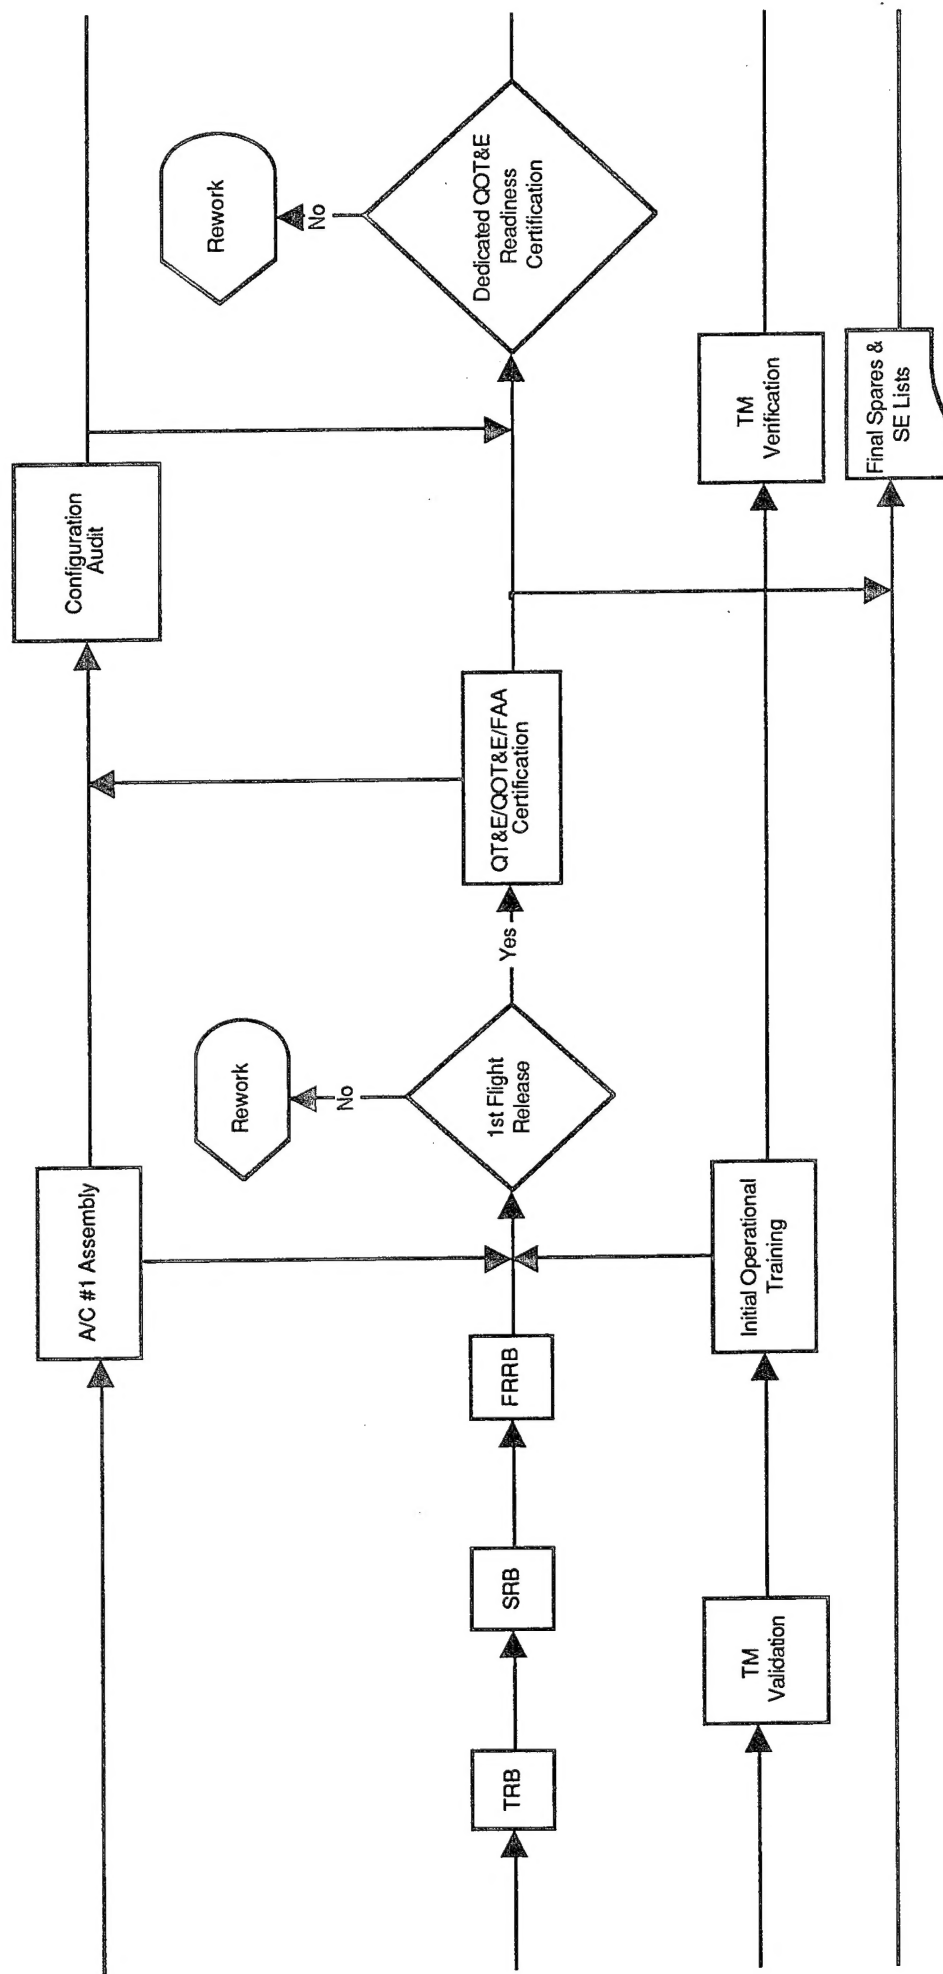 A/C #1 Assembly
Configuration
Audit
Rework
No
Rework
No
TRB
SRB
FRRB
1st Flight
Release
Yes
QT&E/QOT&E/FAA
Certification
Dedicated QOT&E
Readiness
Certification
TM
Validation
Initial Operational
Training
TM
Verification
Final Spares &
SE Lists